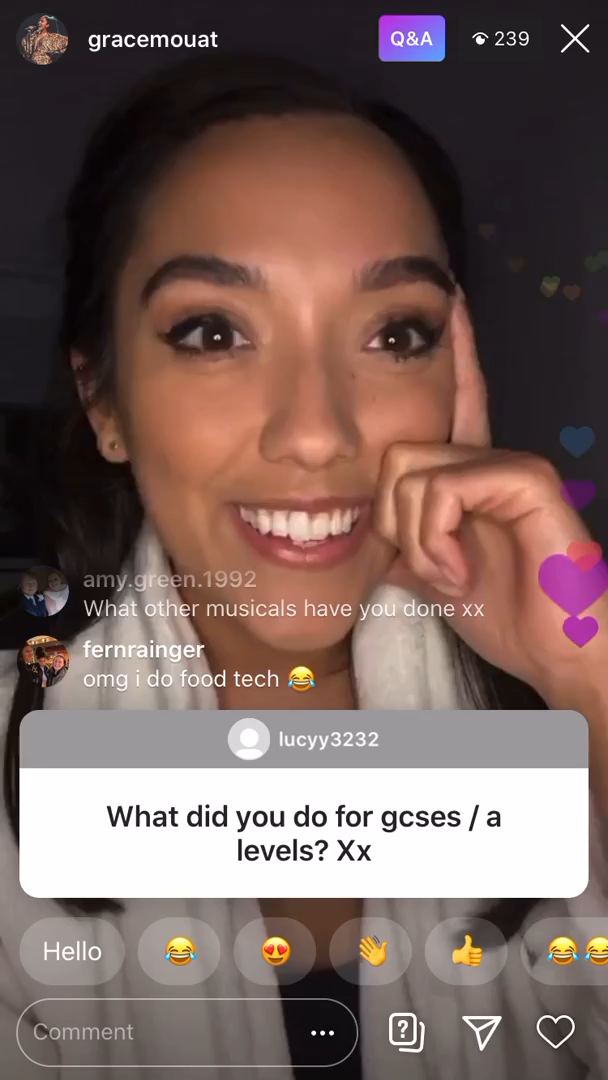 gracemouat
Q&A
239
amy.green.1992
What other musicals have you done xx
fernrainger
omg i do food tech 😂
lucyy3232
What did you do for gcses / a
levels? Xx
Hello
Comment